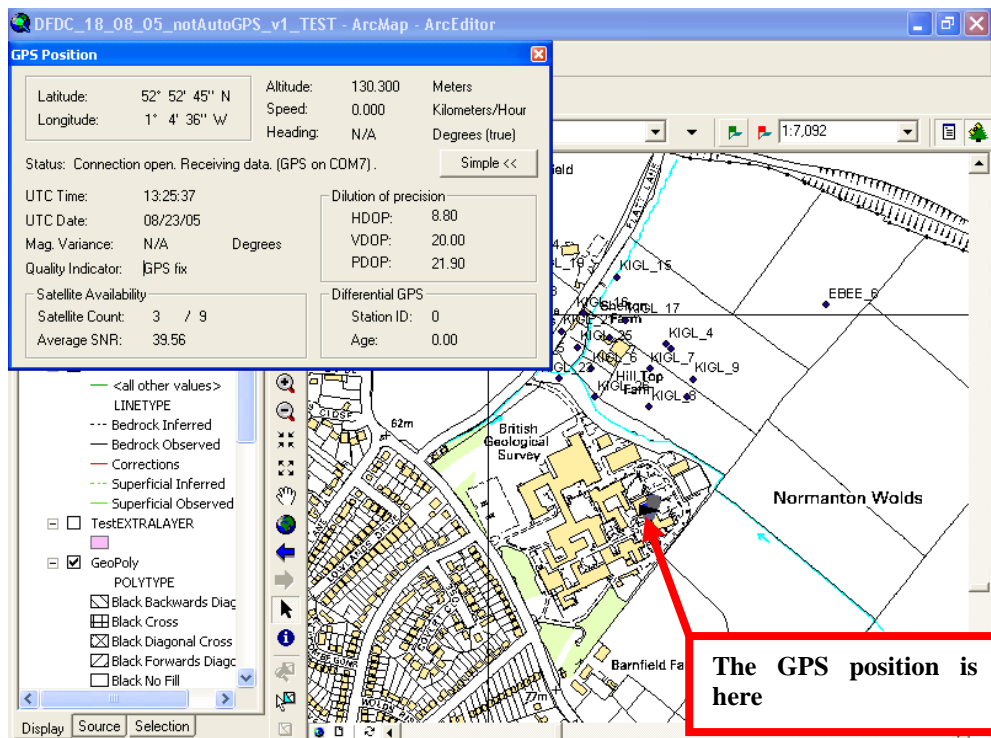 DFDC_18_08_05_notAutoGPS_v1_TEST - ArcMap - ArcEditor
GPS Position
Latitude: 52° 52' 45'' N
Longitude: 1° 4' 36'' W
Altitude: 130.300 Meters
Speed: 0.000 Kilometers/Hour
Heading: N/A Degrees (true)
Status: Connection open. Receiving data. (GPS on COM7) .
Simple <<
UTC Time: 13:25:37
UTC Date: 08/23/05
Mag. Variance: N/A Degrees
Quality Indicator: GPS fix
Dilution of precision
HDOP: 8.80
VDOP: 20.00
PDOP: 21.90
Satellite Availability
Satellite Count: 3 / 9
Average SNR: 39.56
Differential GPS
Station ID: 0
Age: 0.00
1:7,092
<all other values>
LINETYPE
Bedrock Inferred
Bedrock Observed
Corrections
Superficial Inferred
Superficial Observed
TestEXTRALAYER
GeoPoly
POLYTYPE
Black Backwards Diag
Black Cross
Black Diagonal Cross
Black Forwards Diagc
Black No Fill
Display Source Selection
FLATT LANE
KIGL_15
EBEE_6
KIGL_17
Farm
KIGL_4
KIGL_6
KIGL_7
KIGL_9
Hill Top
Farm
KIGL_8
CLOSE
62m
British
Geological
Survey
Normanton Wolds
Barnfield Fa
77m
The GPS position is
here